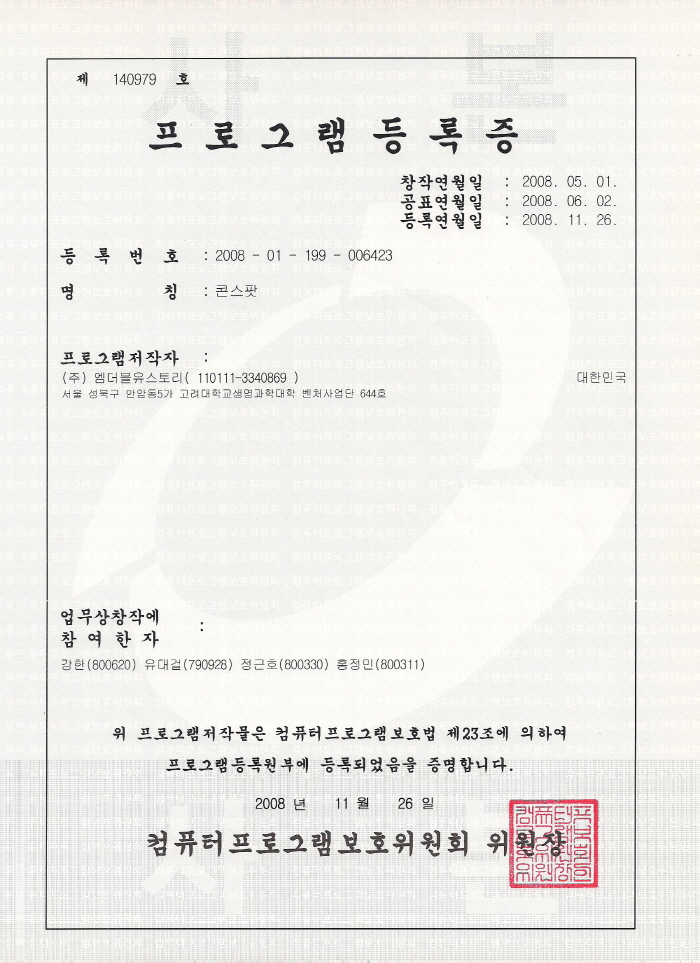 사본
제 140979 호
프로그램등록증
창작연월일 : 2008. 05. 01.
공표연월일 : 2008. 06. 02.
등록연월일 : 2008. 11. 26.
등록번호 : 2008 - 01 - 199 - 006423
명칭 : 콘스팟
프로그램저작자 :
(주) 엠더블유스토리( 110111-3340869 ) 대한민국
서울 성북구 안암동5가 고려대학교생명과학대학 벤처사업단 644호
업무상창작에
참여한자 :
강한(800620) 유대걸(790928) 정근호(800330) 홍정민(800311)
위 프로그램저작물은 컴퓨터프로그램보호법 제23조에 의하여
프로그램등록원부에 등록되었음을 증명합니다.
2008 년 11 월 26 일
컴퓨터프로그램보호위원회 위원장